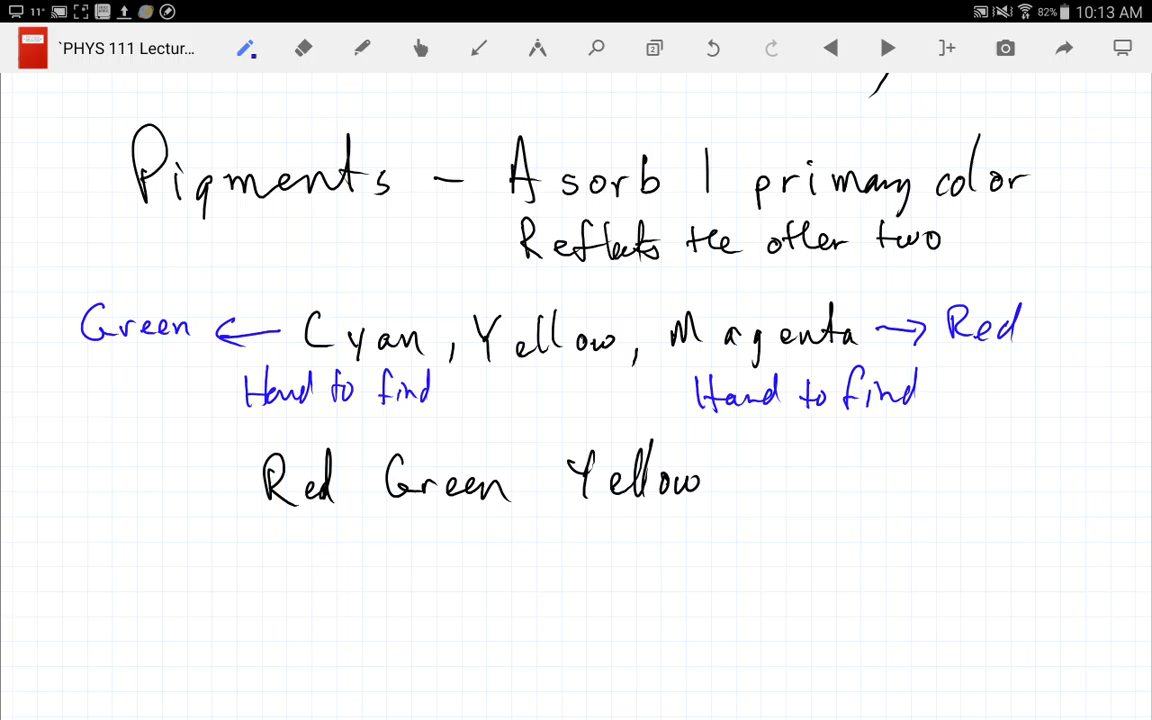 11° 82% 10:13 AM
`PHYS 111 Lectur... 2
Pigments - Asorb 1 primary color
Reflects the other two
Green ← Cyan, Yellow, Magenta → Red
Hard to find Hard to find
Red Green Yellow